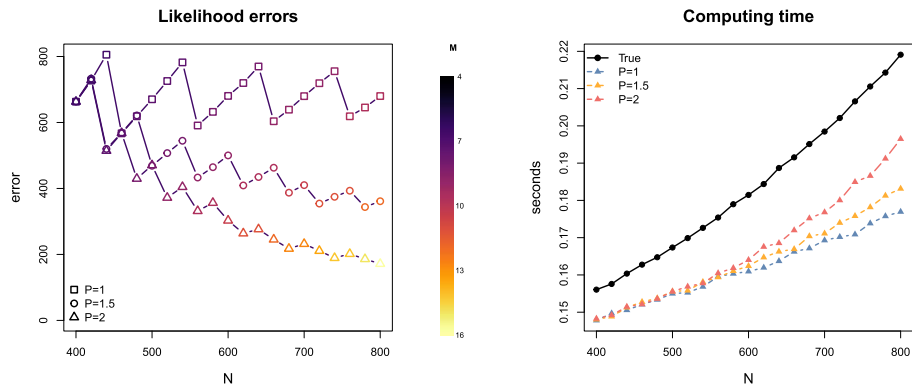 Likelihood errors
error
0
200
400
600
800
P=1
P=1.5
P=2
400
500
600
700
800
N
M
4
7
10
13
16
Computing time
seconds
0.15
0.16
0.17
0.18
0.19
0.20
0.21
0.22
True
P=1
P=1.5
P=2
400
500
600
700
800
N